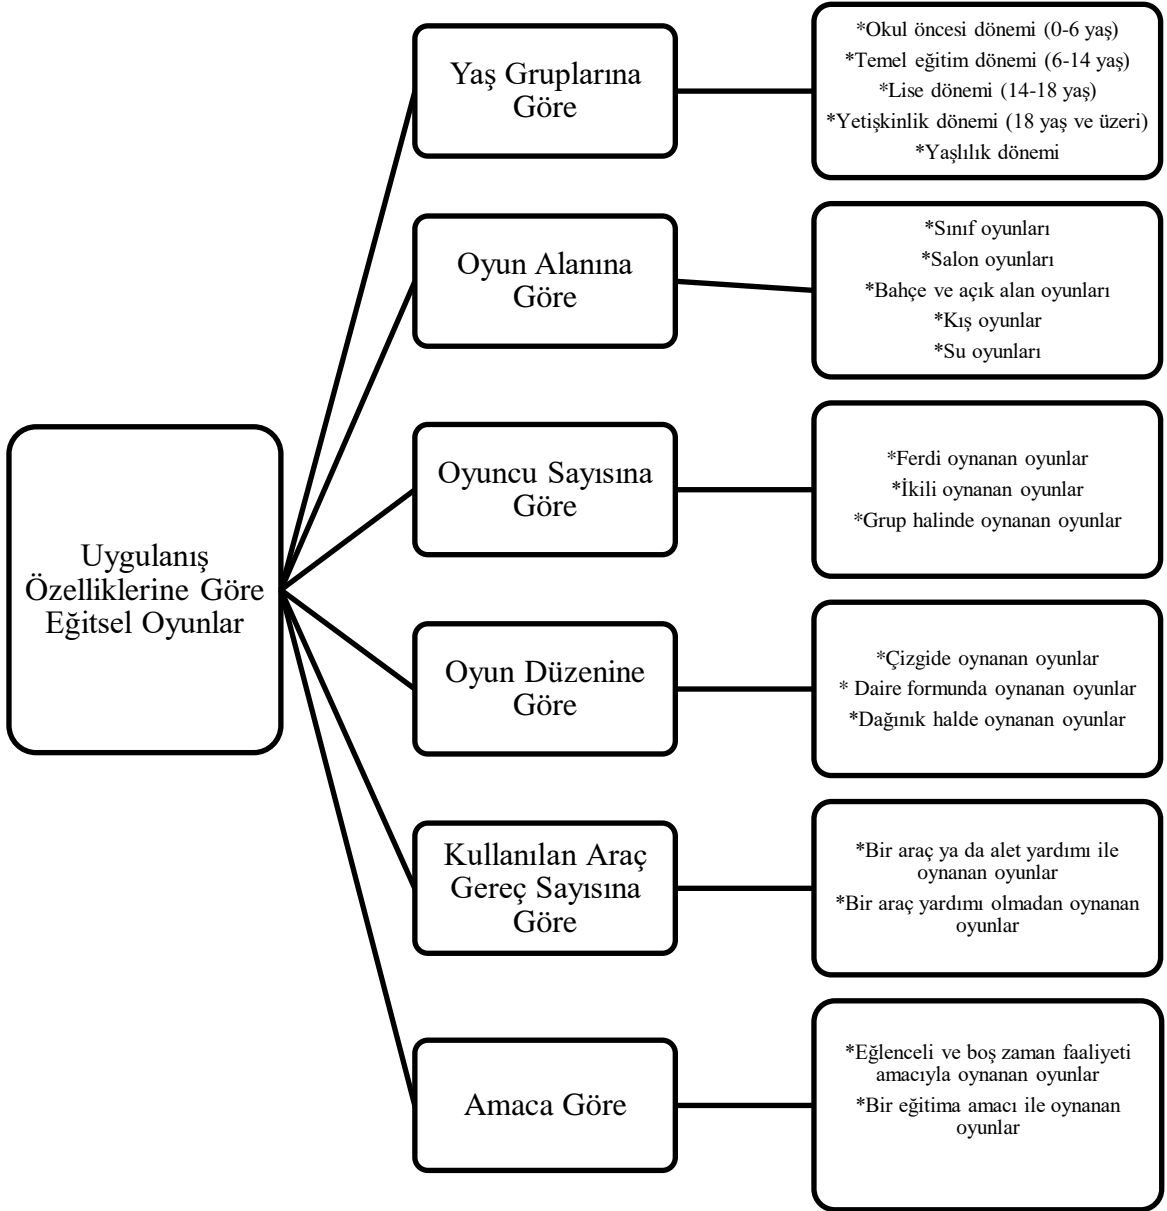 Uygulanış
Özelliklerine Göre
Eğitsel Oyunlar
Yaş Gruplarına
Göre
*Okul öncesi dönemi (0-6 yaş)
*Temel eğitim dönemi (6-14 yaş)
*Lise dönemi (14-18 yaş)
*Yetişkinlik dönemi (18 yaş ve üzeri)
*Yaşlılık dönemi
Oyun Alanına
Göre
*Sınıf oyunları
*Salon oyunları
*Bahçe ve açık alan oyunları
*Kış oyunlar
*Su oyunları
Oyuncu Sayısına
Göre
*Ferdi oynanan oyunlar
*İkili oynanan oyunlar
*Grup halinde oynanan oyunlar
Oyun Düzenine
Göre
*Çizgide oynanan oyunlar
* Daire formunda oynanan oyunlar
*Dağınık halde oynanan oyunlar
Kullanılan Araç
Gereç Sayısına
Göre
*Bir araç ya da alet yardımı ile
oynanan oyunlar
*Bir araç yardımı olmadan oynanan
oyunlar
Amaca Göre
*Eğlenceli ve boş zaman faaliyeti
amacıyla oynanan oyunlar
*Bir eğitima amacı ile oynanan
oyunlar